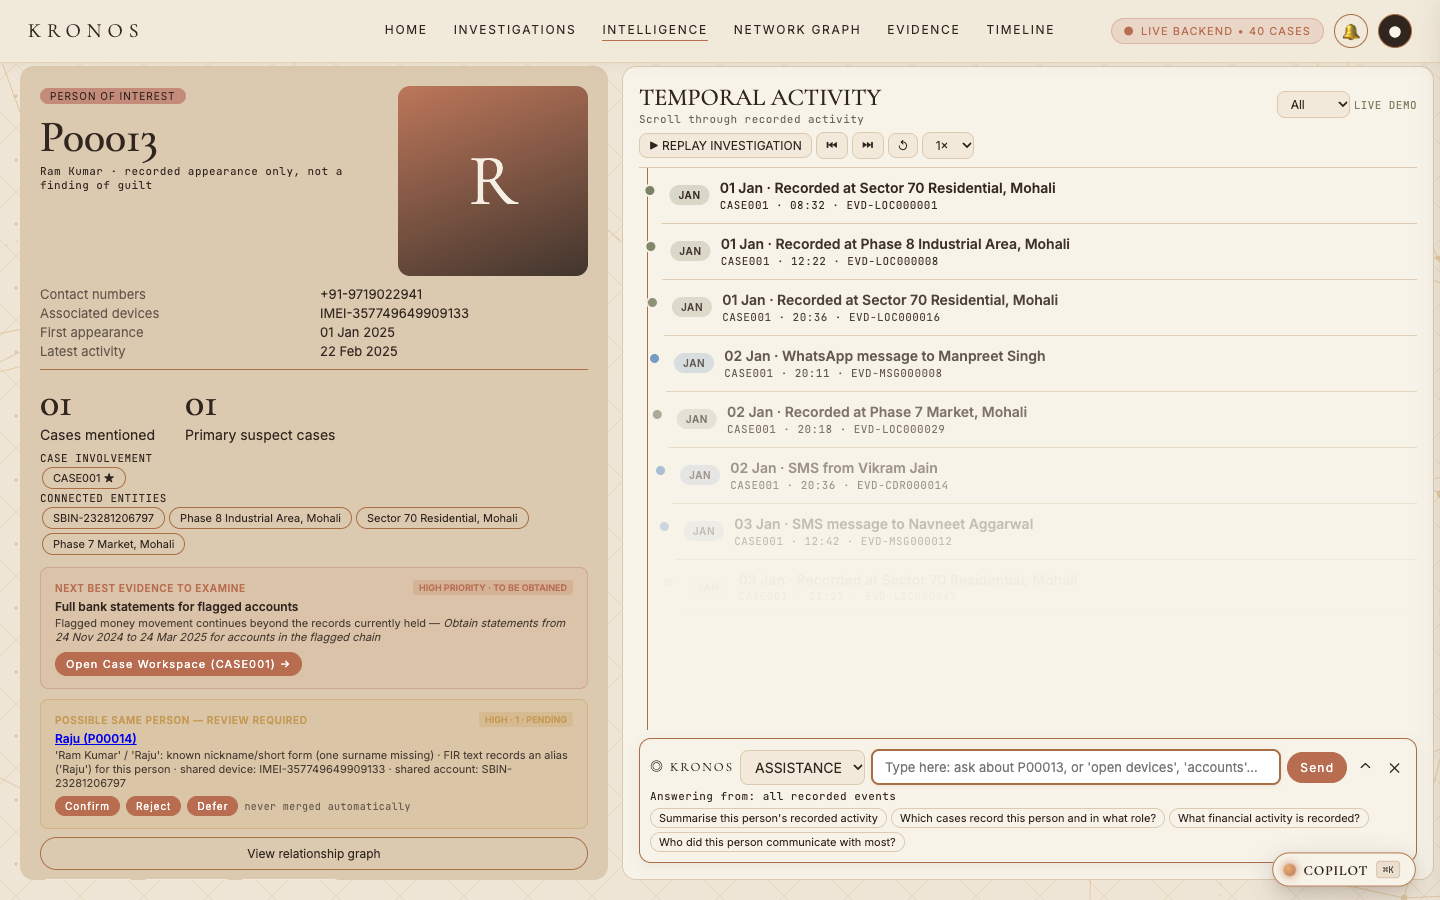 KRONOS
HOME INVESTIGATIONS INTELLIGENCE NETWORK GRAPH EVIDENCE TIMELINE
LIVE BACKEND • 40 CASES
PERSON OF INTEREST
P00013
Ram Kumar · recorded appearance only, not a
finding of guilt
R
Contact numbers +91-9719022941
Associated devices IMEI-357749649909133
First appearance 01 Jan 2025
Latest activity 22 Feb 2025
01 01
Cases mentioned Primary suspect cases
CASE INVOLVEMENT
CASE001 ★
CONNECTED ENTITIES
SBIN-23281206797 Phase 8 Industrial Area, Mohali Sector 70 Residential, Mohali
Phase 7 Market, Mohali
NEXT BEST EVIDENCE TO EXAMINE HIGH PRIORITY · TO BE OBTAINED
Full bank statements for flagged accounts
Flagged money movement continues beyond the records currently held — Obtain statements from
24 Nov 2024 to 24 Mar 2025 for accounts in the flagged chain
Open Case Workspace (CASE001) →
POSSIBLE SAME PERSON — REVIEW REQUIRED HIGH · 1 · PENDING
Raju (P00014)
'Ram Kumar' / 'Raju': known nickname/short form (one surname missing) · FIR text records an alias
('Raju') for this person · shared device: IMEI-357749649909133 · shared account: SBIN-
23281206797
Confirm Reject Defer never merged automatically
View relationship graph
TEMPORAL ACTIVITY
Scroll through recorded activity
All LIVE DEMO
▶ REPLAY INVESTIGATION ⏮ ⏭ ↺ 1×
JAN 01 Jan · Recorded at Sector 70 Residential, Mohali
CASE001 · 08:32 · EVD-LOC000001
JAN 01 Jan · Recorded at Phase 8 Industrial Area, Mohali
CASE001 · 12:22 · EVD-LOC000008
JAN 01 Jan · Recorded at Sector 70 Residential, Mohali
CASE001 · 20:36 · EVD-LOC000016
JAN 02 Jan · WhatsApp message to Manpreet Singh
CASE001 · 20:11 · EVD-MSG000008
JAN 02 Jan · Recorded at Phase 7 Market, Mohali
CASE001 · 20:18 · EVD-LOC000029
JAN 02 Jan · SMS from Vikram Jain
CASE001 · 20:36 · EVD-CDR000014
JAN 03 Jan · SMS message to Navneet Aggarwal
CASE001 · 12:42 · EVD-MSG000012
JAN 03 Jan · Recorded at Sector 70 Residential, Mohali
CASE001 · 21:27 · EVD-LOC000047
KRONOS ASSISTANCE Type here: ask about P00013, or 'open devices', 'accounts'... Send
Answering from: all recorded events
Summarise this person's recorded activity Which cases record this person and in what role? What financial activity is recorded?
Who did this person communicate with most?
COPILOT ⌘K